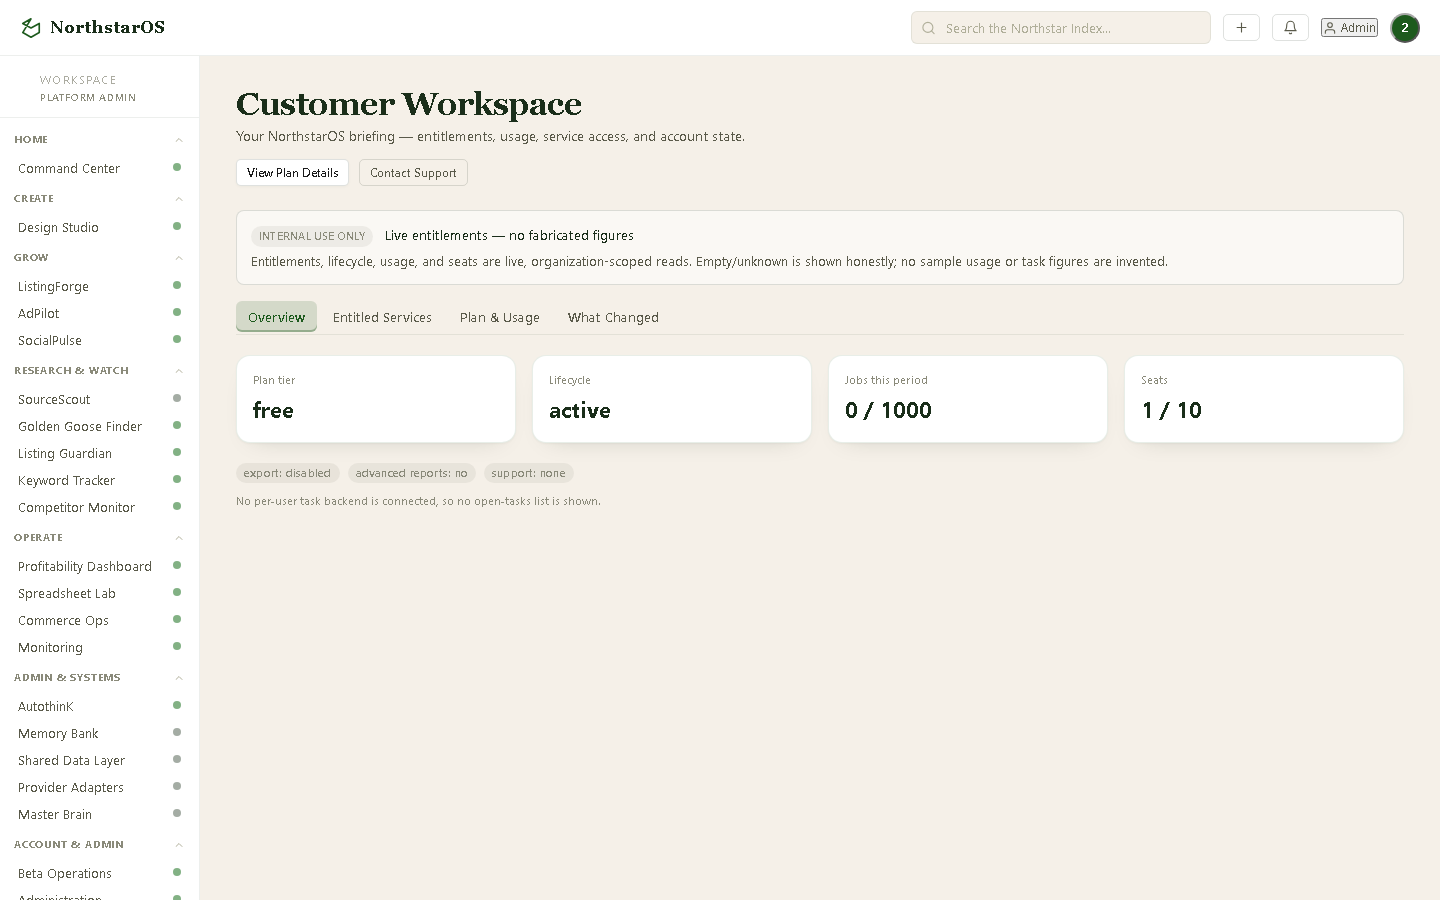 NorthstarOS
Search the Northstar Index...
Admin
2
WORKSPACE
PLATFORM ADMIN
HOME
Command Center
CREATE
Design Studio
GROW
ListingForge
AdPilot
SocialPulse
RESEARCH & WATCH
SourceScout
Golden Goose Finder
Listing Guardian
Keyword Tracker
Competitor Monitor
OPERATE
Profitability Dashboard
Spreadsheet Lab
Commerce Ops
Monitoring
ADMIN & SYSTEMS
AutothinK
Memory Bank
Shared Data Layer
Provider Adapters
Master Brain
ACCOUNT & ADMIN
Beta Operations
Administration
Customer Workspace
Your NorthstarOS briefing — entitlements, usage, service access, and account state.
View Plan Details
Contact Support
INTERNAL USE ONLY Live entitlements — no fabricated figures
Entitlements, lifecycle, usage, and seats are live, organization-scoped reads. Empty/unknown is shown honestly; no sample usage or task figures are invented.
Overview
Entitled Services
Plan & Usage
What Changed
Plan tier
free
Lifecycle
active
Jobs this period
0 / 1000
Seats
1 / 10
export: disabled
advanced reports: no
support: none
No per-user task backend is connected, so no open-tasks list is shown.